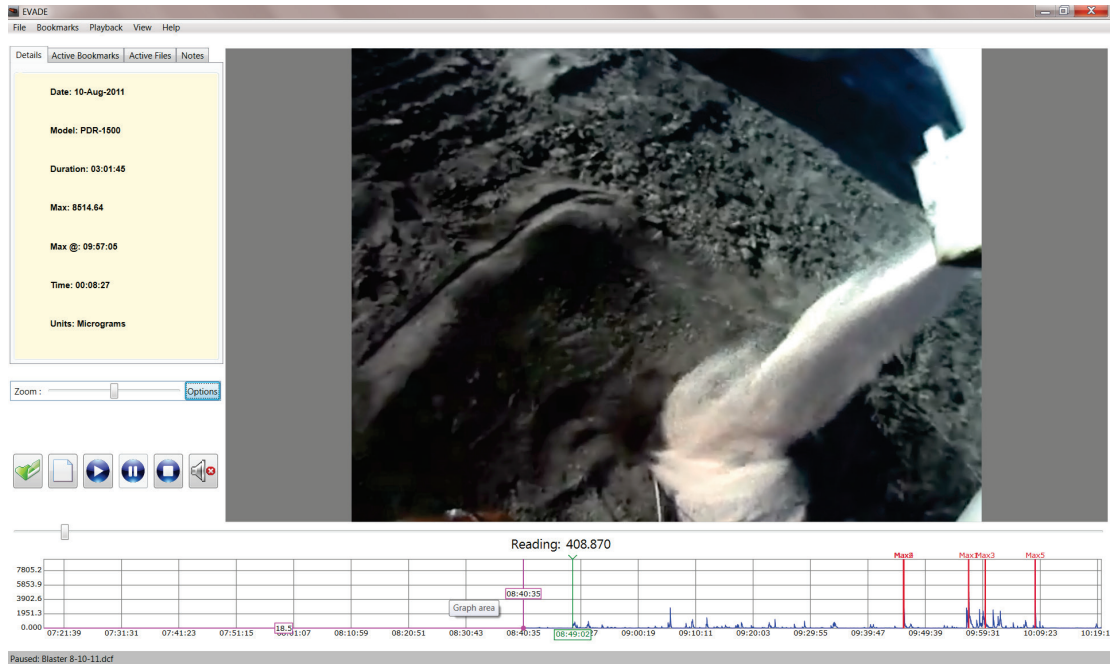 EVADE
File Bookmarks Playback View Help
Details Active Bookmarks Active Files Notes
Date: 10-Aug-2011
Model: PDR-1500
Duration: 03:01:45
Max: 8514.64
Max @: 09:57:05
Time: 00:08:27
Units: Micrograms
Zoom : Options
Reading: 408.870
Max1 Max3 Max5
7805.2
5853.9
08:40:35
3902.6
Graph area
1951.3
18.5
0.000
07:21:39 07:31:31 07:41:23 07:51:15 08:10:59 08:20:51 08:30:43 08:40:35 08:49:02 09:00:19 09:10:11 09:20:03 09:29:55 09:39:47 09:49:39 09:59:31 10:09:23 10:19:1
Paused: Blaster 8-10-11.dcf